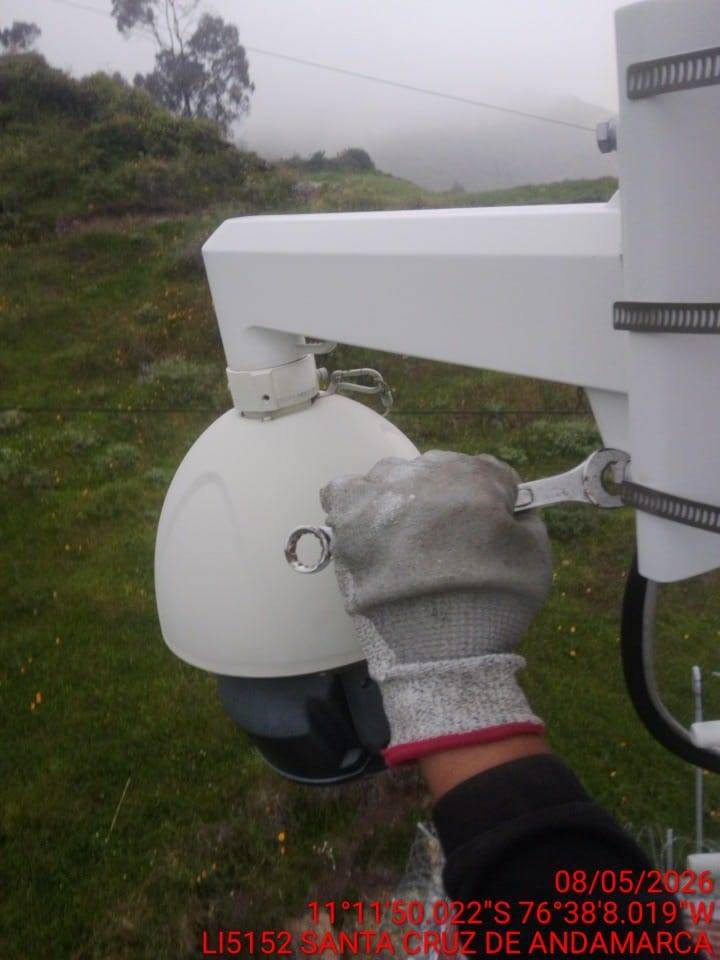 08/05/2026
11°11'50.022"S 76°38'8.019"W
LI5152 SANTA CRUZ DE ANDAMARCA